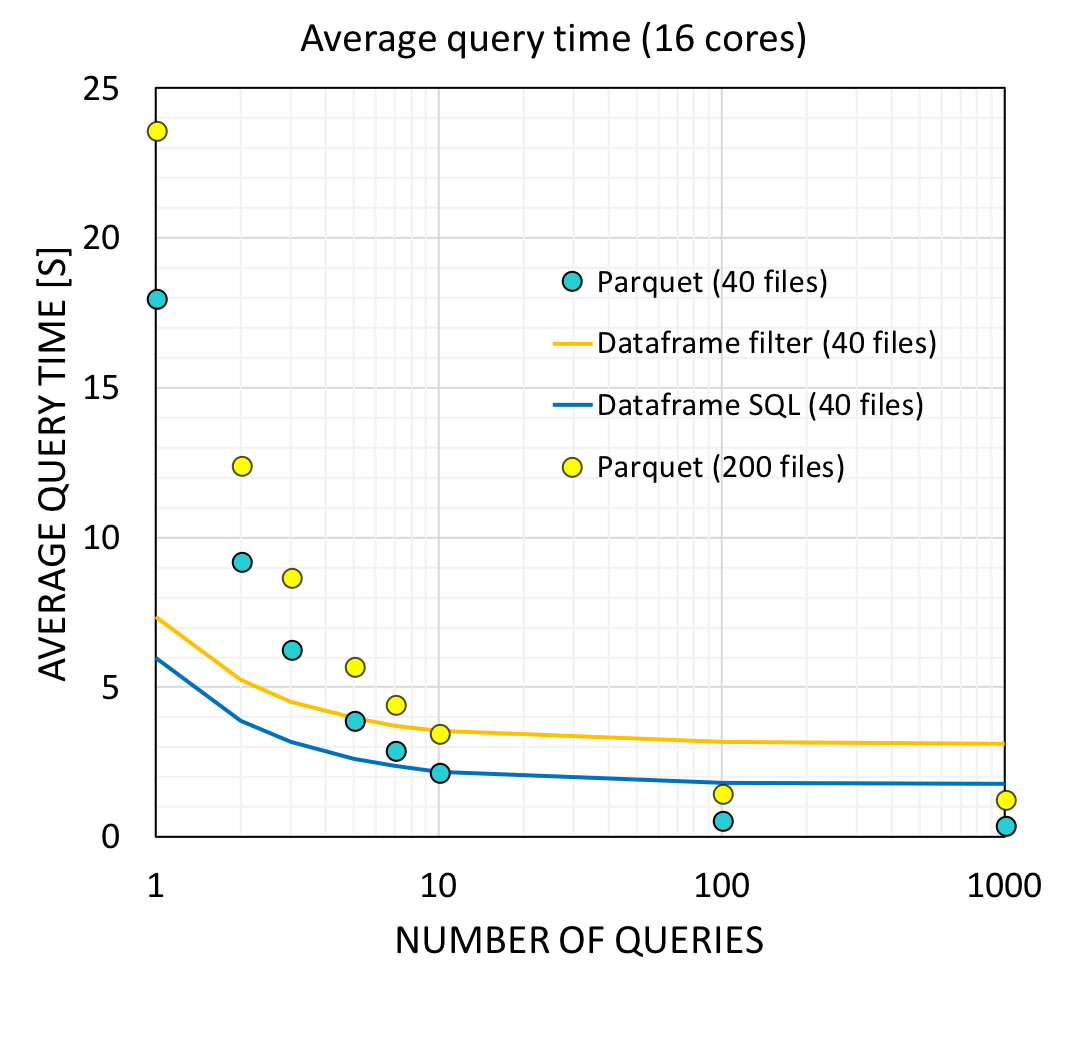 Average query time (16 cores)
25
20
15
10
5
0
AVERAGE QUERY TIME [S]
Parquet (40 files)
Dataframe filter (40 files)
Dataframe SQL (40 files)
Parquet (200 files)
1 10 100 1000
NUMBER OF QUERIES